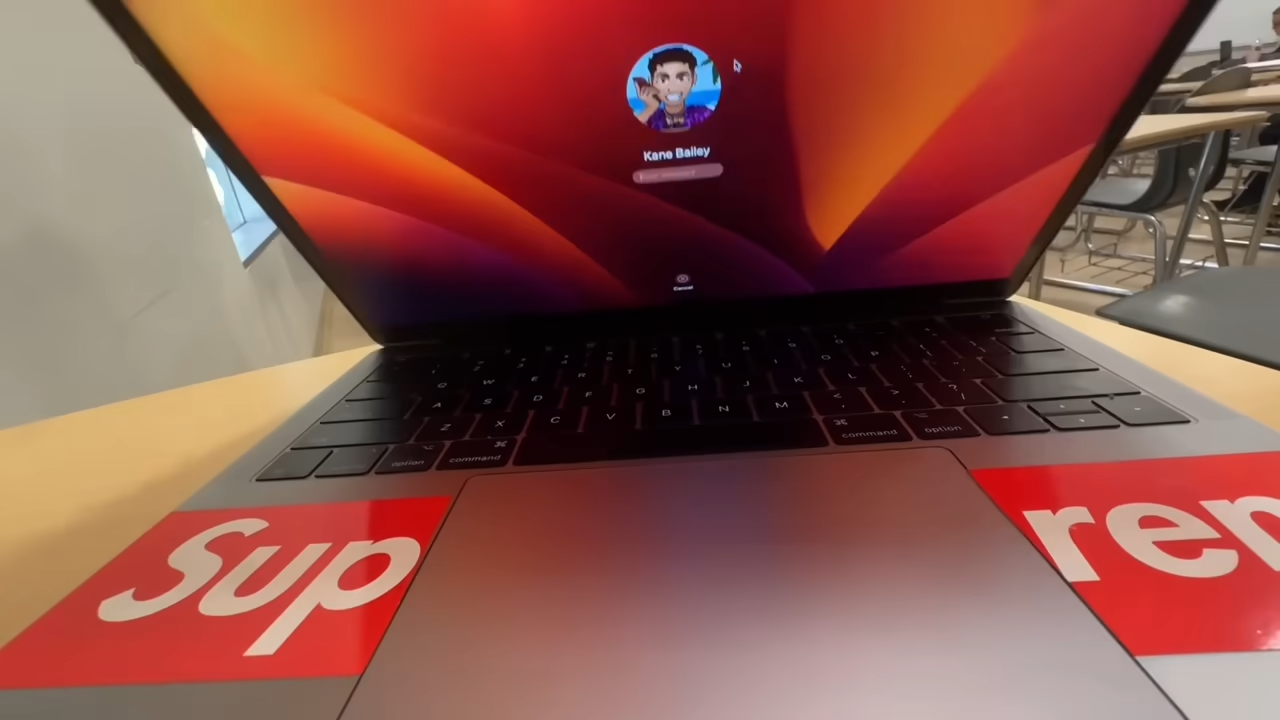 Kane Bailey
Cancel
Q W E R T Y U I O P
A S D F G H J K L
Z X C V B N M < , > . ? /
option ⌘ command ⌘ command option
Sup rem